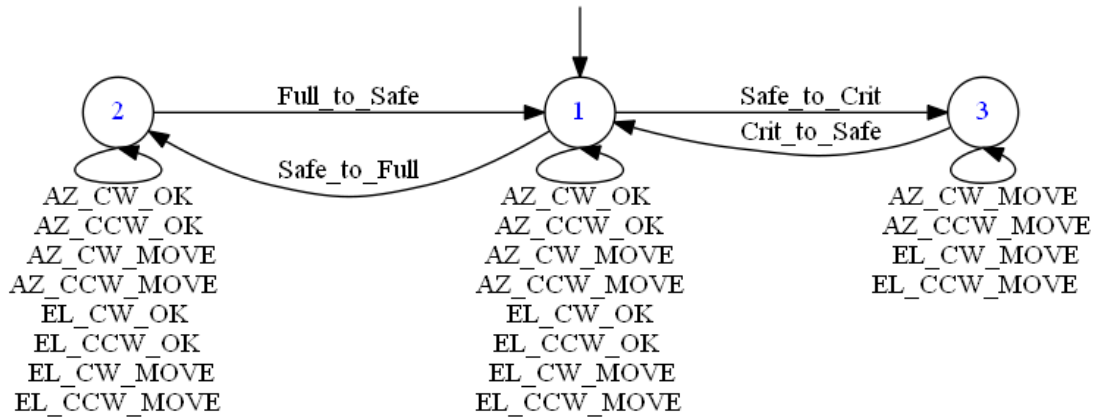 Full_to_Safe
Safe_to_Crit
2
1
3
Crit_to_Safe
Safe_to_Full
AZ_CW_OK
AZ_CCW_OK
AZ_CW_MOVE
AZ_CCW_MOVE
EL_CW_OK
EL_CCW_OK
EL_CW_MOVE
EL_CCW_MOVE
AZ_CW_OK
AZ_CCW_OK
AZ_CW_MOVE
AZ_CCW_MOVE
EL_CW_OK
EL_CCW_OK
EL_CW_MOVE
EL_CCW_MOVE
AZ_CW_MOVE
AZ_CCW_MOVE
EL_CW_MOVE
EL_CCW_MOVE